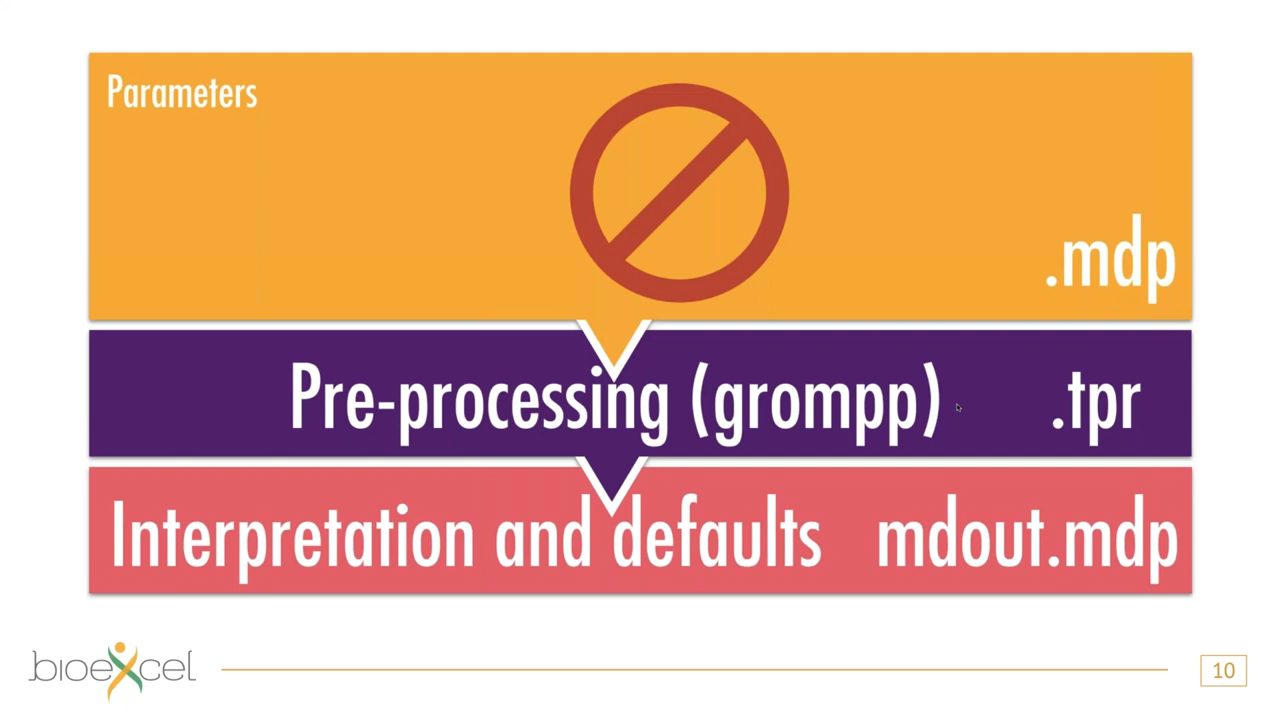 Parameters
.mdp
Pre-processing (grompp) .tpr
Interpretation and defaults mdout.mdp
bioexcel
10